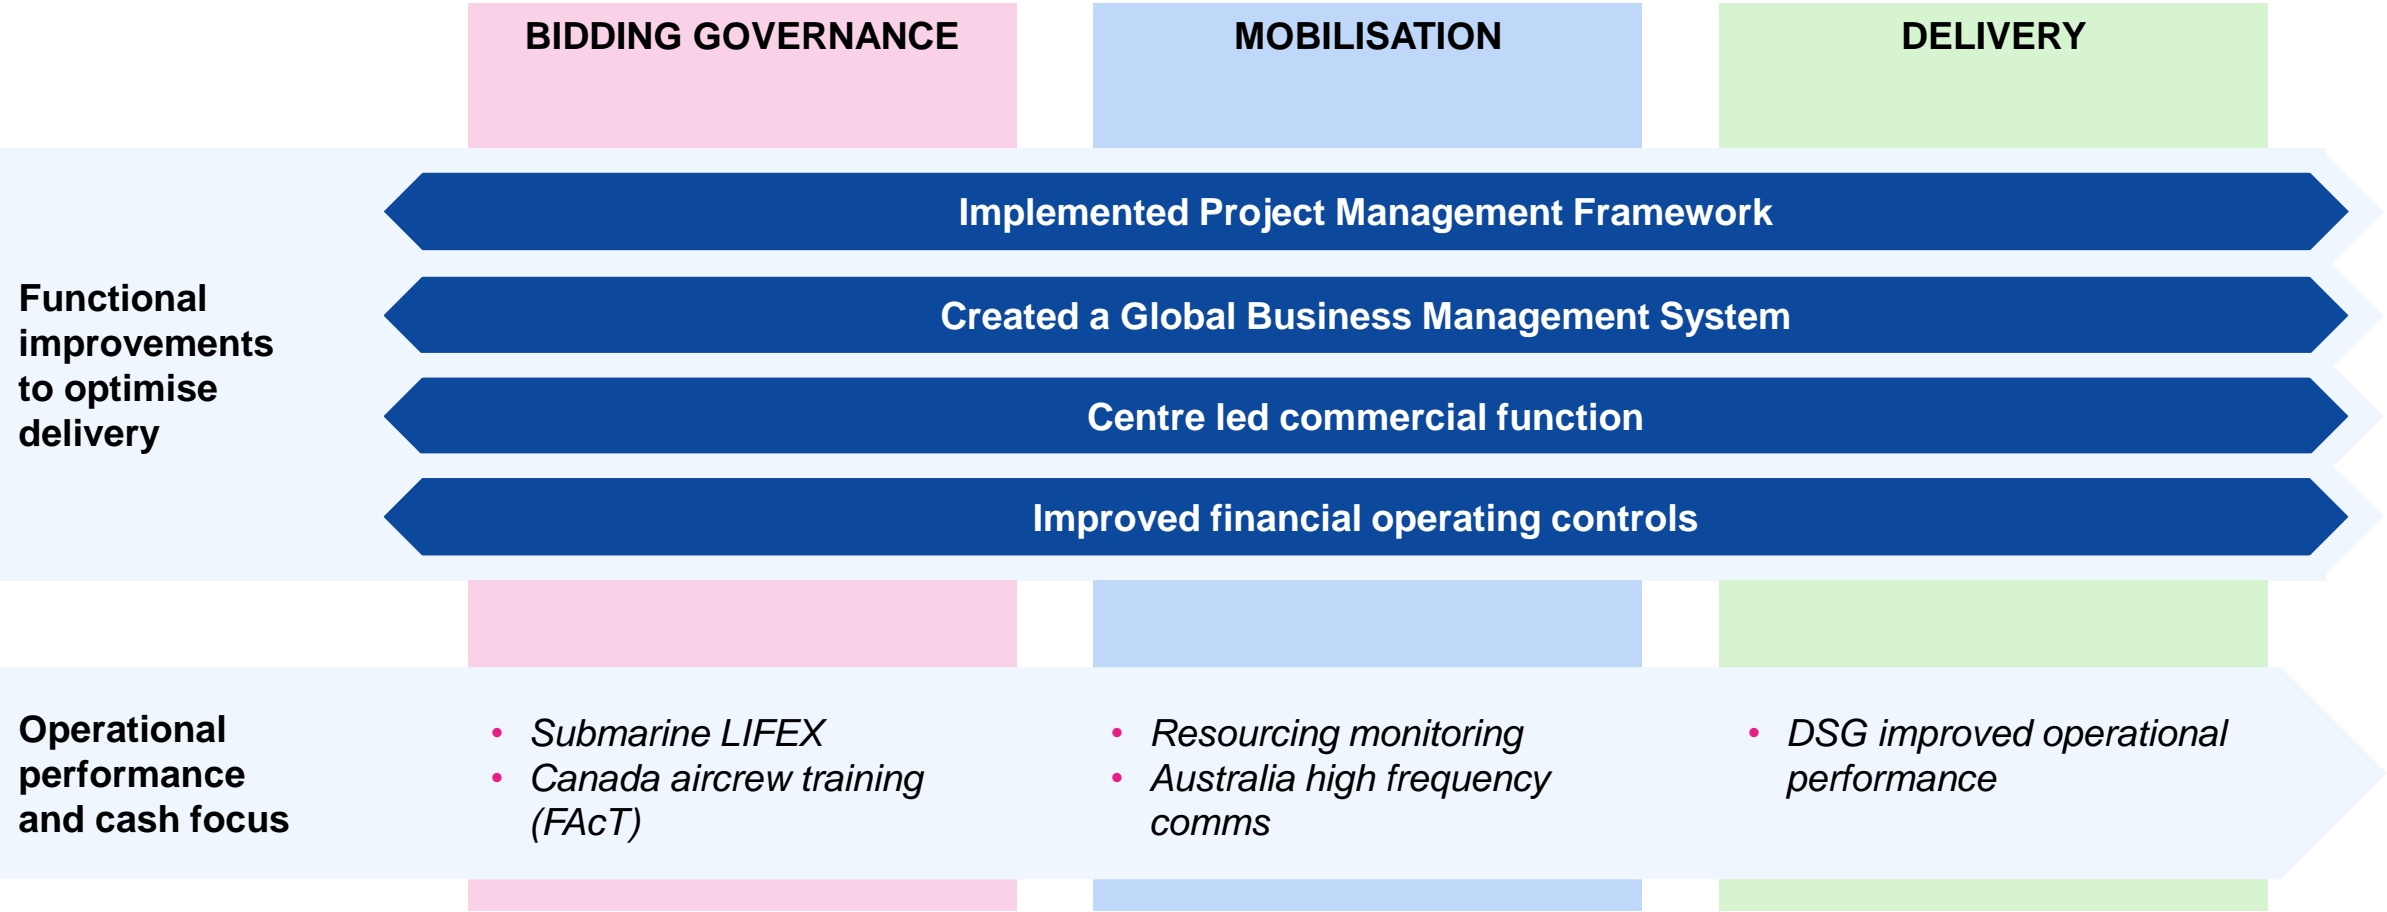 BIDDING GOVERNANCE
MOBILISATION
DELIVERY
Functional
improvements
to optimise
delivery
Implemented Project Management Framework
Created a Global Business Management System
Centre led commercial function
Improved financial operating controls
Operational
performance
and cash focus
• Submarine LIFEX
• Canada aircrew training
(FAcT)
• Resourcing monitoring
• Australia high frequency
comms
• DSG improved operational
performance